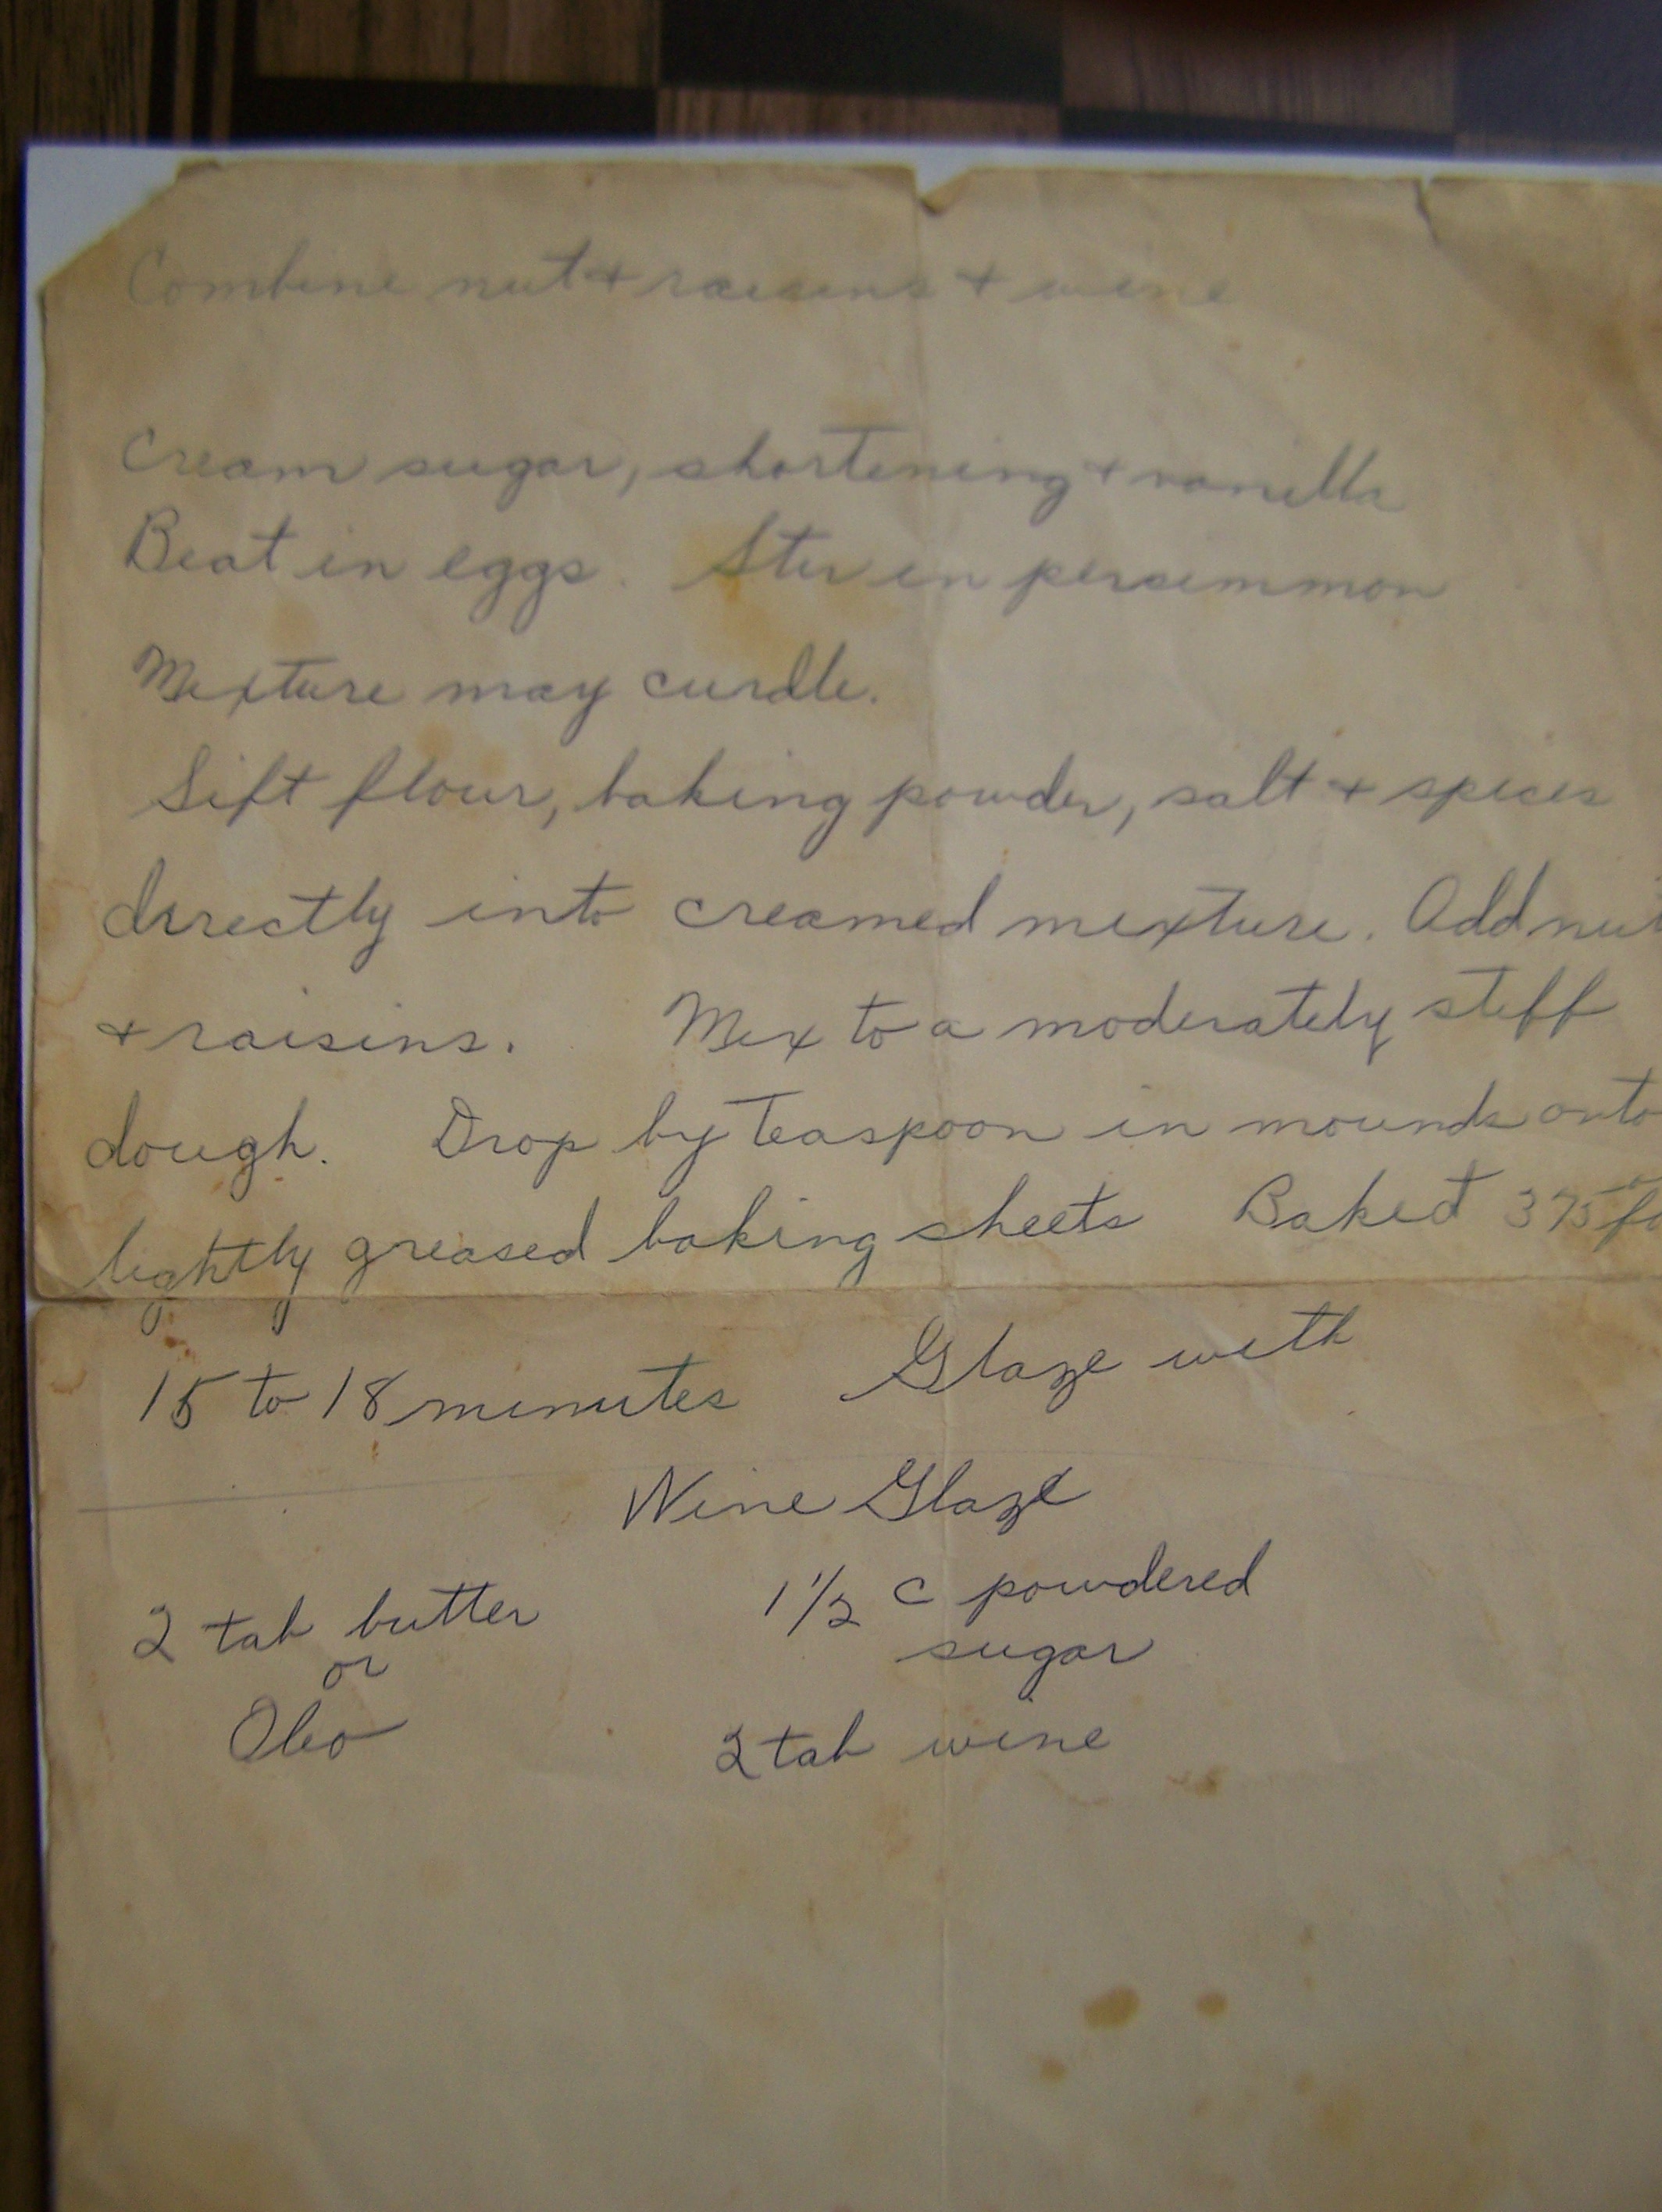 Combine nut + raisins + wine
Cream sugar, shortening + vanilla
Beat in eggs. Stir in persimmon
Mixture may curdle.
Sift flour, baking powder, salt + spices
directly into creamed mixture. Add nut
+ raisins. Mix to a moderately stiff
dough. Drop by teaspoon in mounds onto
lightly greased baking sheets Baked 375° fo
15 to 18 minutes Glaze with
Wine Glaze
2 tab butter 1 1/2 c powdered
or sugar
Oleo 2 tab wine